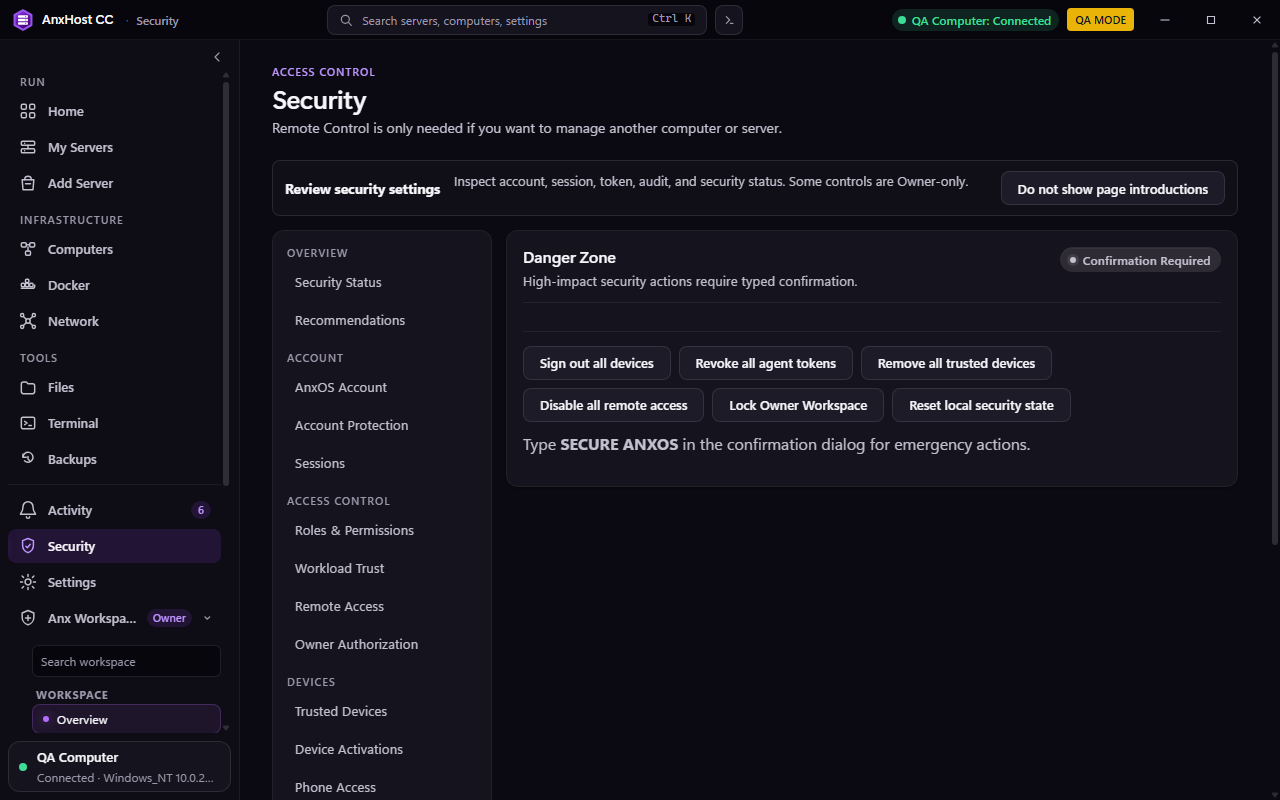 AnxHost CC · Security
Search servers, computers, settings
Ctrl K
QA Computer: Connected
QA MODE
RUN
Home
My Servers
Add Server
INFRASTRUCTURE
Computers
Docker
Network
TOOLS
Files
Terminal
Backups
Activity 6
Security
Settings
Anx Workspa... Owner
Search workspace
WORKSPACE
Overview
QA Computer
Connected · Windows_NT 10.0.2...
ACCESS CONTROL
Security
Remote Control is only needed if you want to manage another computer or server.
Review security settings
Inspect account, session, token, audit, and security status. Some controls are Owner-only.
Do not show page introductions
OVERVIEW
Security Status
Recommendations
ACCOUNT
AnxOS Account
Account Protection
Sessions
ACCESS CONTROL
Roles & Permissions
Workload Trust
Remote Access
Owner Authorization
DEVICES
Trusted Devices
Device Activations
Phone Access
Danger Zone
Confirmation Required
High-impact security actions require typed confirmation.
Sign out all devices
Revoke all agent tokens
Remove all trusted devices
Disable all remote access
Lock Owner Workspace
Reset local security state
Type SECURE ANXOS in the confirmation dialog for emergency actions.